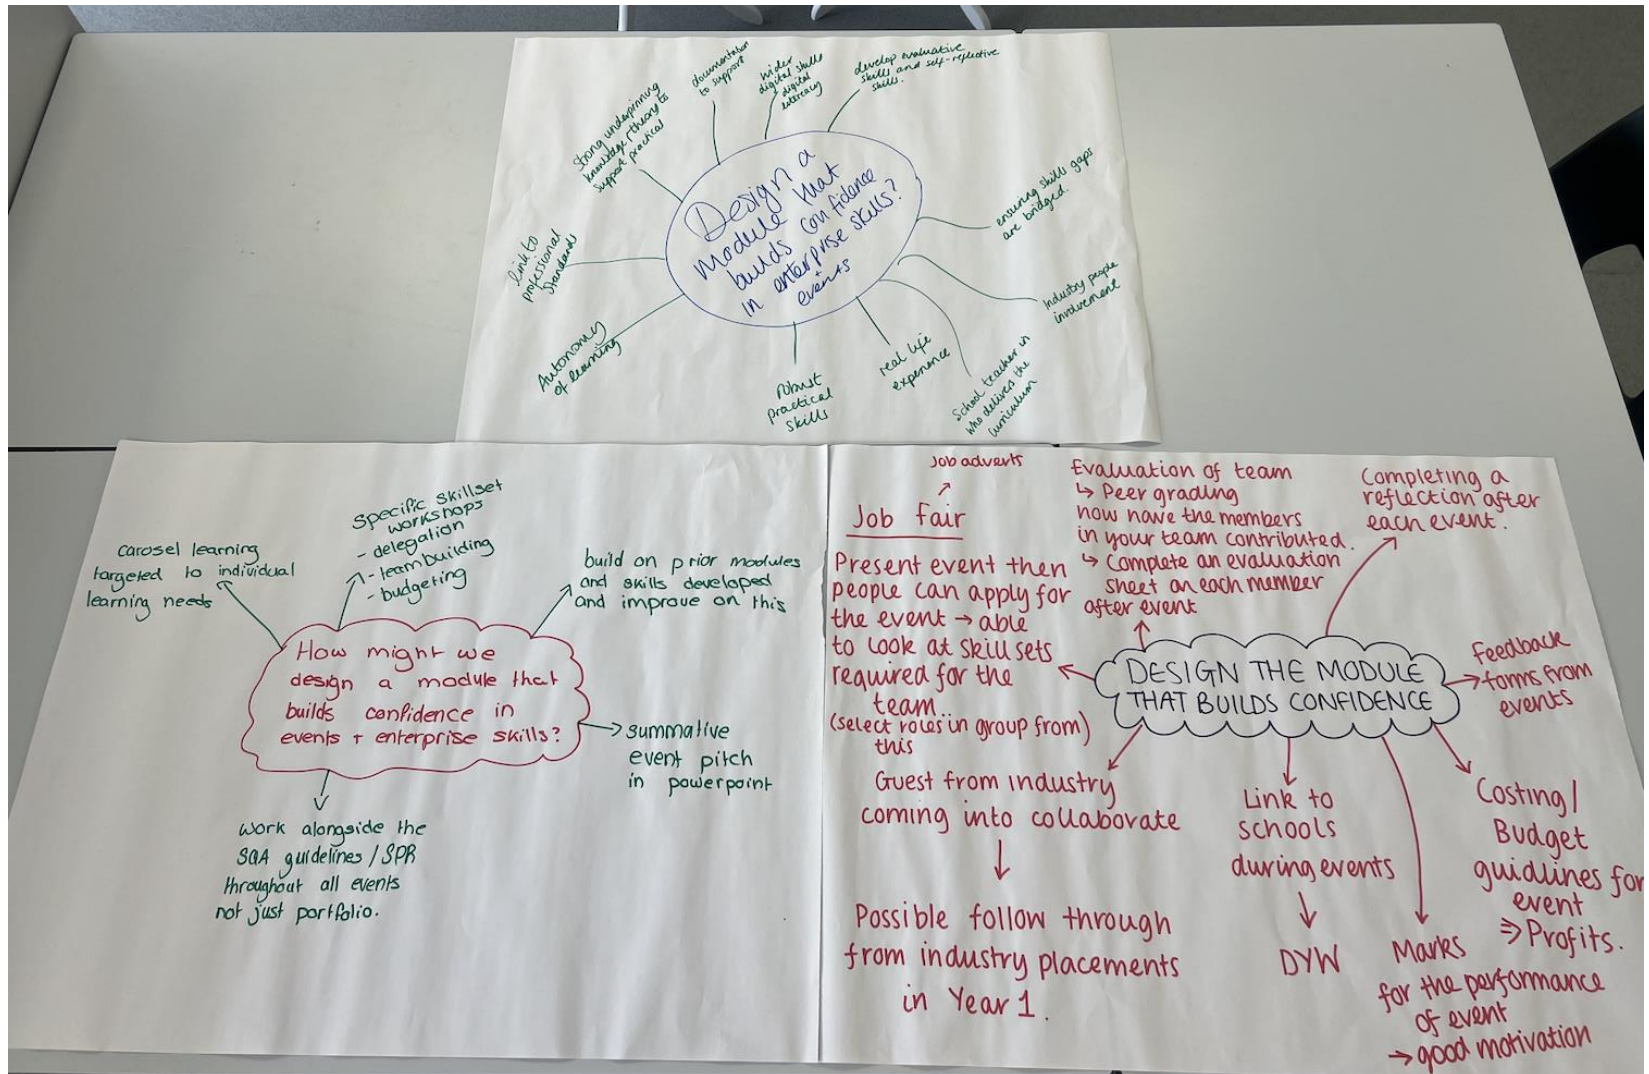 documentation
to support
wider
digital skills
+ digital
literacy
develop evaluative
skills and self-reflective
skills.
strong underpinning
knowledge/theory to
support practical
Design a
module that
builds confidence
in enterprise skills?
+
events
ensuring skills gaps
are bridged.
link to
professional
standards
Industry people
involvement
Autonomy
of learning
robust
practical
skills
real life
experience
School teacher in
who delivers the
curriculum
carosel learning
targeted to individual
learning needs
Specific skillset
workshops
- delegation
- teambuilding
- budgeting
build on prior modules
and skills developed
and improve on this
How might we
design a module that
builds confidence in
events + enterprise skills?
summative
event pitch
in powerpoint
work alongside the
SQA guidelines / SPR
throughout all events
not just portfolio.
Job adverts
Job fair
Present event then
people can apply for
the event → able
to look at skill sets
required for the
team.
(select roles in group from)
this
Evaluation of team
↳ Peer grading
how have the members
in your team contributed.
↳ Complete an evaluation
sheet on each member
after event
Completing a
reflection after
each event.
DESIGN THE MODULE
THAT BUILDS CONFIDENCE
feedback
forms from
events
Guest from industry
coming into collaborate
Possible follow through
from industry placements
in Year 1.
Link to
schools
during events
DYW
Marks
for the performance
of event
→ good motivation
Costing/
Budget
guidlines for
event
⇒ Profits.